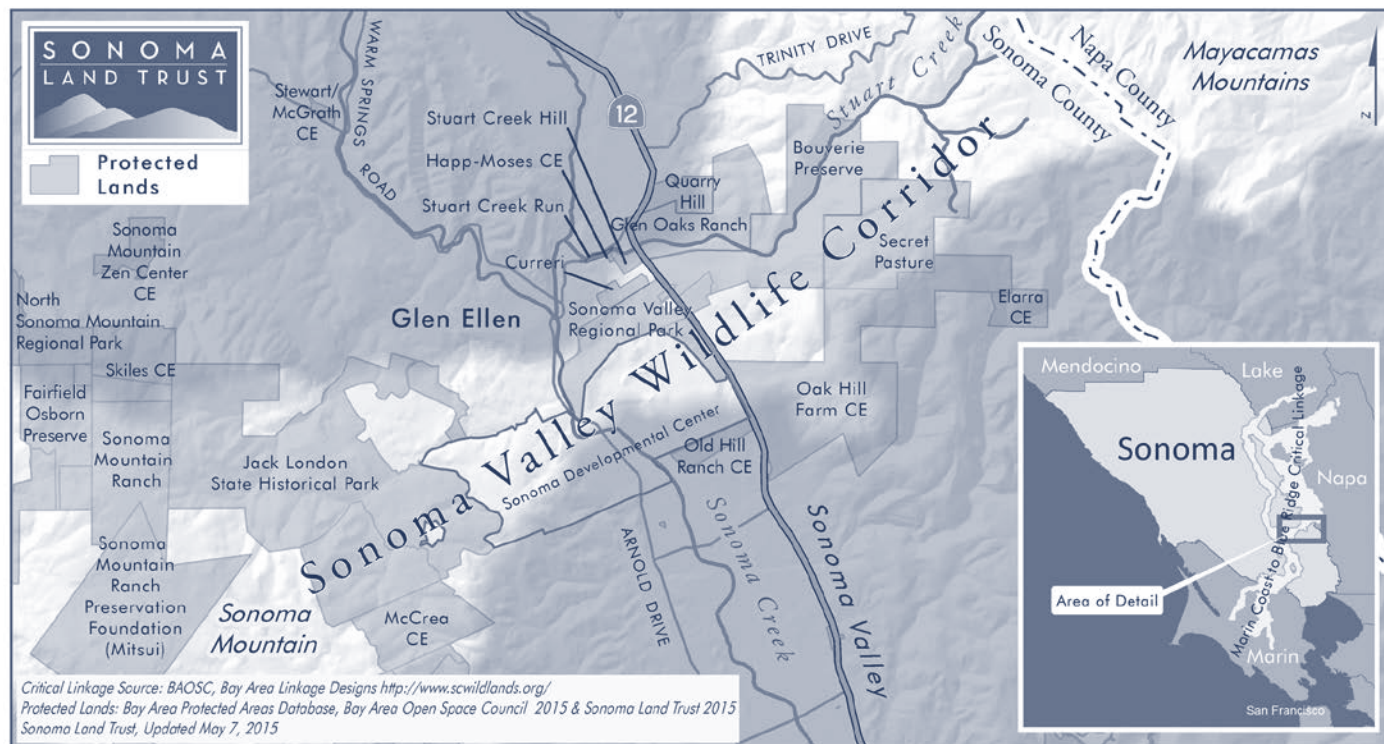 SONOMA
LAND TRUST
Protected
Lands
Stewart/
McGrath
CE
WARM SPRINGS ROAD
Stuart Creek Hill
Happ-Moses CE
Stuart Creek Run
Curreri
12
TRINITY DRIVE
Stuart Creek
Napa County
Sonoma County
Mayacamas
Mountains
N
Bouverie
Preserve
Quarry
Hill
Glen Oaks Ranch
Secret
Pasture
Elarra
CE
Sonoma
Mountain
Zen Center
CE
North
Sonoma Mountain
Regional Park
Skiles CE
Fairfield
Osborn
Preserve
Sonoma
Mountain
Ranch
Glen Ellen
Sonoma Valley
Regional Park
Jack London
State Historical Park
Sonoma Valley Wildlife Corridor
Sonoma Developmental Center
Oak Hill
Farm CE
Old Hill
Ranch CE
Sonoma
Mountain
Ranch
Preservation
Foundation
(Mitsui)
Sonoma
Mountain
McCrea
CE
ARNOLD DRIVE
Sonoma Creek
Sonoma Valley
Mendocino
Lake
Sonoma
Napa
Marin Coast to Blue Ridge Critical Linkage
Area of Detail
Marin
San Francisco
Critical Linkage Source: BAOSC, Bay Area Linkage Designs http://www.scwildlands.org/
Protected Lands: Bay Area Protected Areas Database, Bay Area Open Space Council 2015 & Sonoma Land Trust 2015
Sonoma Land Trust, Updated May 7, 2015